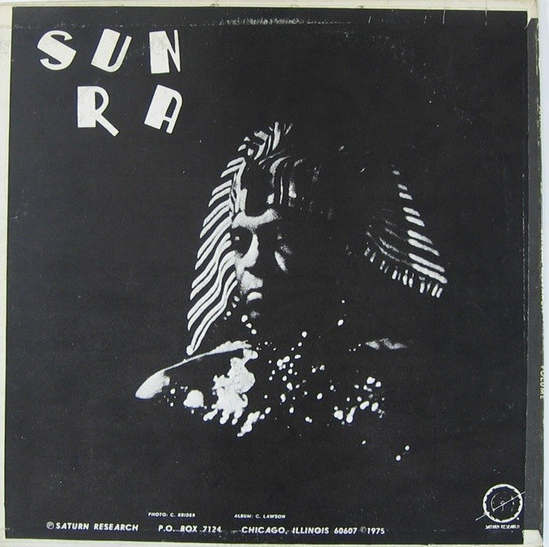 SUN
RA
PHOTO: C. KRIDER ALBUM: C. LAWSON
℗ SATURN RESEARCH P.O. BOX 7124 CHICAGO, ILLINOIS 60607 ©1975
SATURN RESEARCH